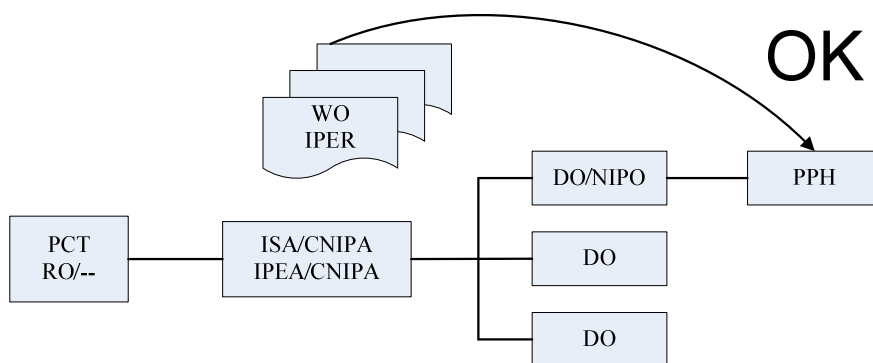 OK
WO
IPER
DO/NIPO
PPH
PCT
RO/--
ISA/CNIPA
IPEA/CNIPA
DO
DO